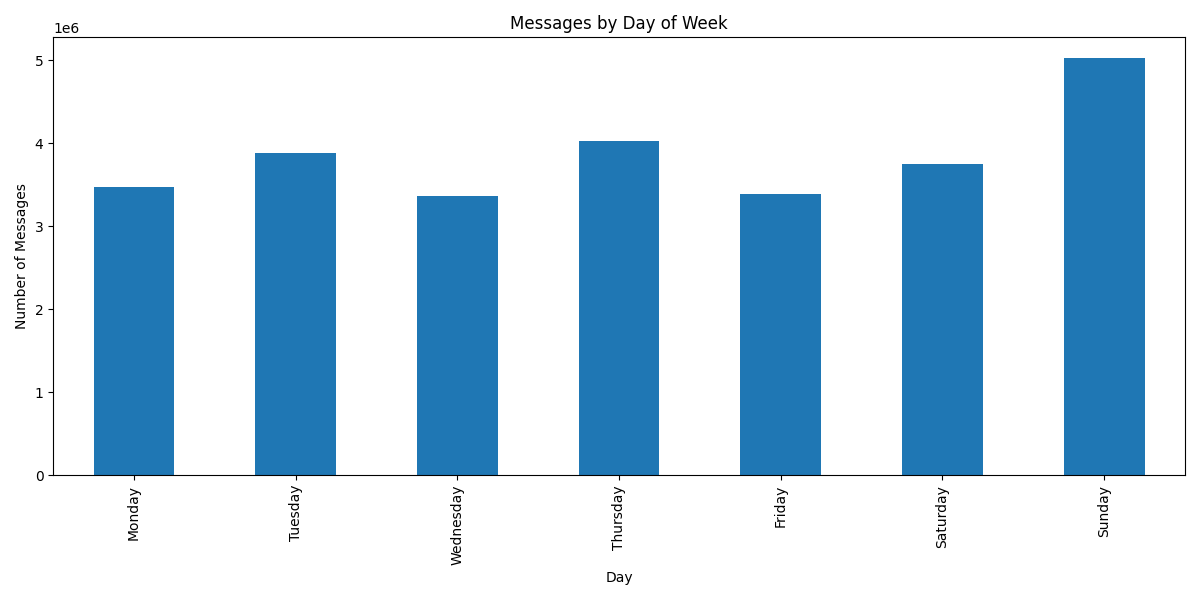 Messages by Day of Week
1e6
5
4
3
2
1
0
Number of Messages
Monday
Tuesday
Wednesday
Thursday
Friday
Saturday
Sunday
Day